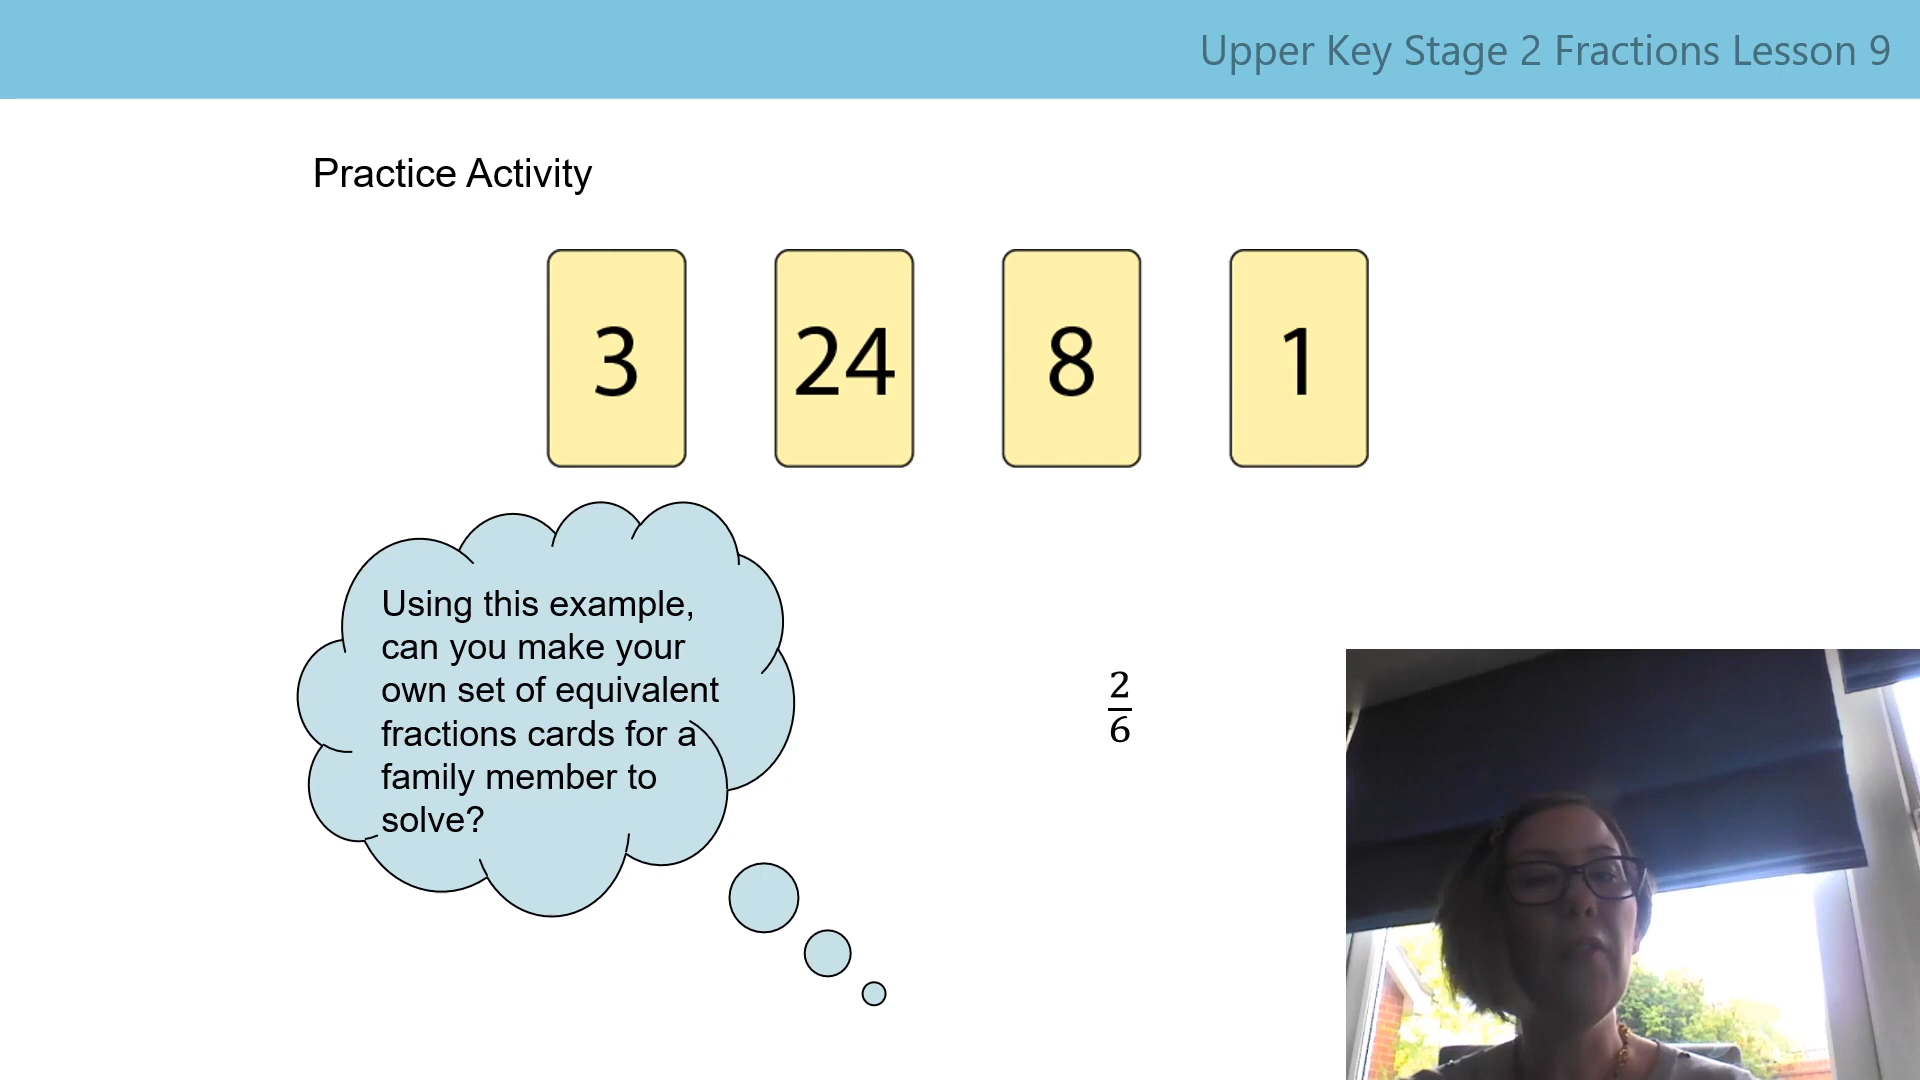 Upper Key Stage 2 Fractions Lesson 9
Practice Activity
3 24 8 1
Using this example,
can you make your
own set of equivalent
fractions cards for a
family member to
solve?
2
6